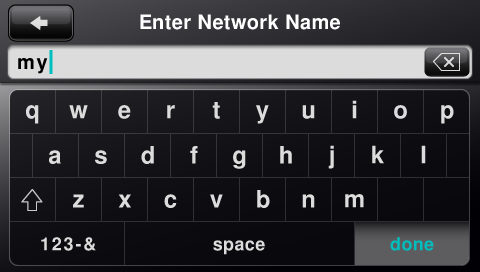 Enter Network Name
my
q w e r t y u i o p
a s d f g h j k l
z x c v b n m
123-& space done